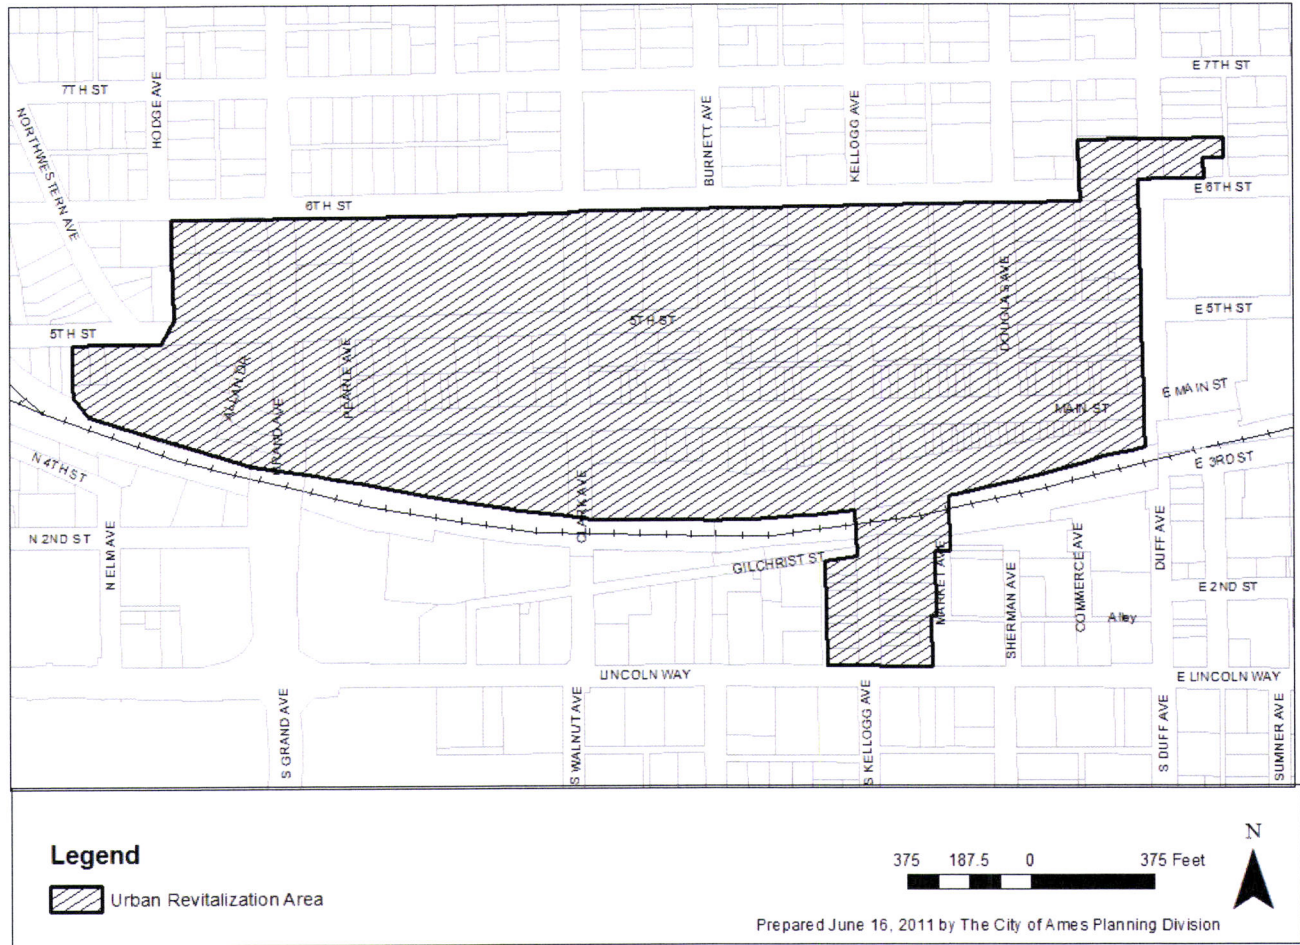 E 7TH ST
7TH ST
HODGE AVE
NORTHWESTERN AVE
BURNETT AVE
KELLOGG AVE
E 6TH ST
6TH ST
DOUGLAS AVE
E 5TH ST
5TH ST
5TH ST
PEARLE AVE
GRAND AVE
E MAIN ST
MAIN ST
N 4TH ST
E 3RD ST
CLARK AVE
N 2ND ST
N ELM AVE
GILCHRIST ST
MARKET AVE
SHERMAN AVE
COMMERCE AVE
DUFF AVE
E 2ND ST
Alley
LINCOLN WAY
E LINCOLN WAY
S GRAND AVE
S WALNUT AVE
S KELLOGG AVE
S DUFF AVE
SUMNER AVE
Legend
Urban Revitalization Area
375 187.5 0 375 Feet
N
Prepared June 16, 2011 by The City of Ames Planning Division